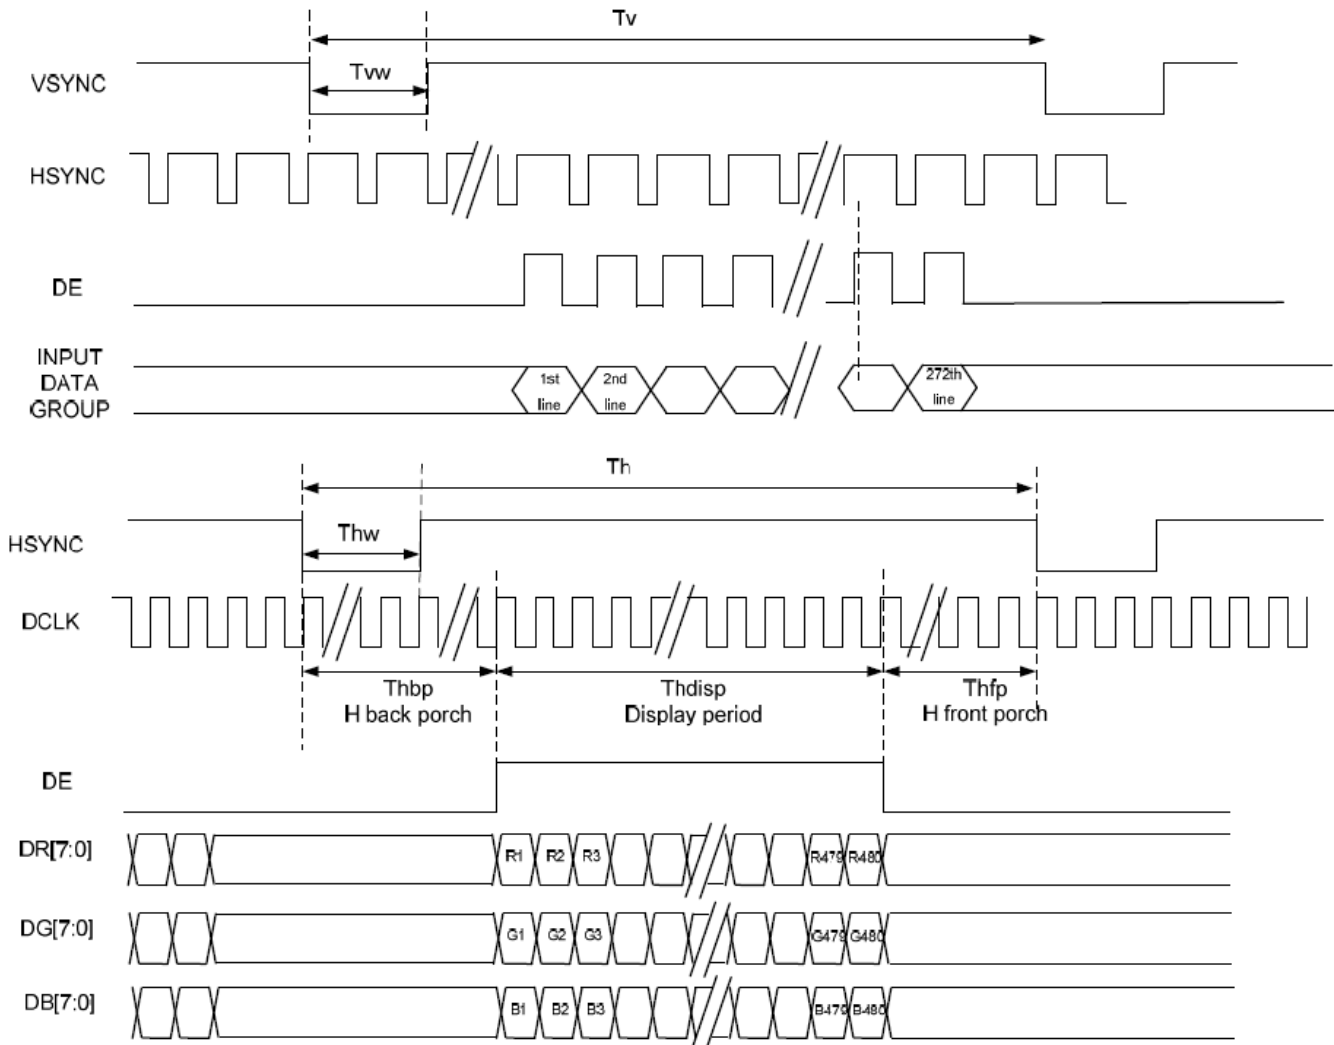 Tv
VSYNC
Tvw
HSYNC
DE
INPUT
DATA
GROUP
1st
line
2nd
line
272th
line
Th
HSYNC
Thw
DCLK
Thbp
H back porch
Thdisp
Display period
Thfp
H front porch
DE
DR[7:0]
R1 R2 R3 R479 R480
DG[7:0]
G1 G2 G3 G479 G480
DB[7:0]
B1 B2 B3 B479 B480